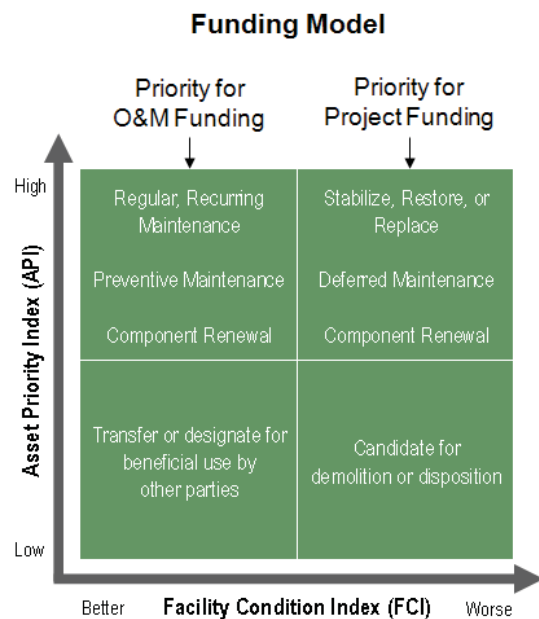 Funding Model
Priority for
O&M Funding
Priority for
Project Funding
High
Regular, Recurring
Maintenance
Preventive Maintenance
Component Renewal
Stabilize, Restore, or
Replace
Deferred Maintenance
Component Renewal
Asset Priority Index (API)
Transfer or designate for
beneficial use by
other parties
Candidate for
demolition or disposition
Low
Better
Facility Condition Index (FCI)
Worse